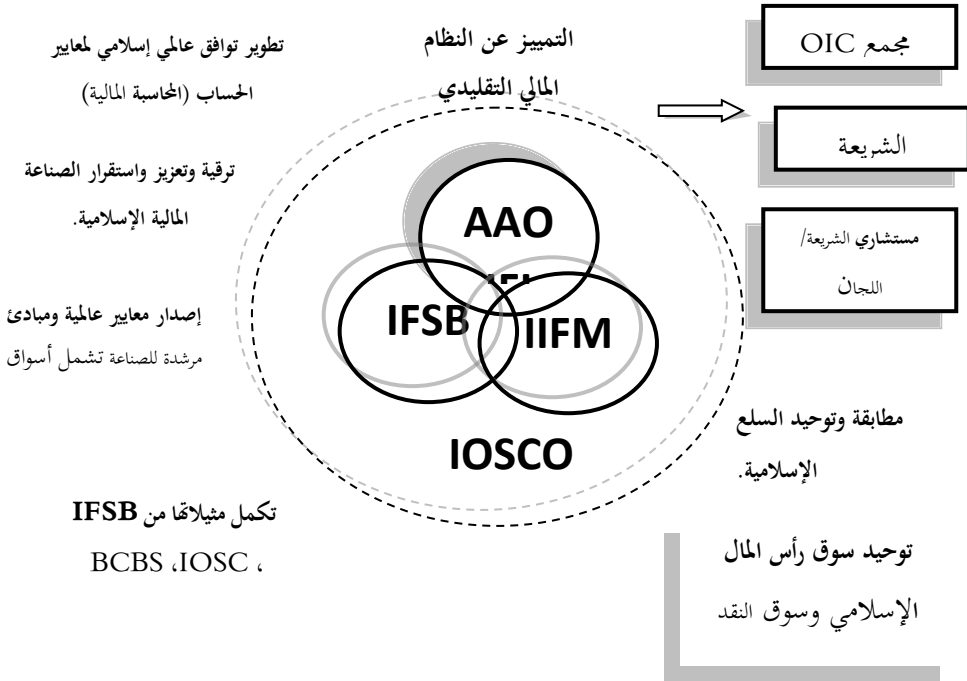 التمييز عن النظام
المالي التقليدي
مجمع OIC
الشريعة
مستشاري الشريعة/
اللجان
تطوير توافق عالمي إسلامي لمعايير
الحساب (المحاسبة المالية)
ترقية وتعزيز واستقرار الصناعة
المالية الإسلامية.
إصدار معايير عالمية ومبادئ
مرشدة للصناعة تشمل أسواق
AAO
IFSB
IIFM
IOSCO
مطابقة وتوحيد السلع
الإسلامية.
تكمل مثيلاتها من IFSB
BCBS ،IOSC ،
توحيد سوق رأس المال
الإسلامي وسوق النقد